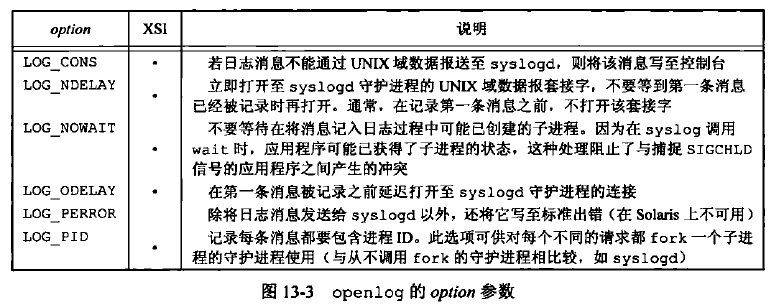 option XSI 说明
LOG_CONS • 若日志消息不能通过 UNIX 域数据报送至 syslogd，则将该消息写至控制台
LOG_NDELAY • 立即打开至 syslogd 守护进程的 UNIX 域数据报套接字，不要等到第一条消息
已经被记录时再打开。通常，在记录第一条消息之前，不打开该套接字
LOG_NOWAIT • 不要等待在将消息记入日志过程中可能已创建的子进程。因为在 syslog 调用
wait 时，应用程序可能已获得了子进程的状态，这种处理阻止了与捕捉 SIGCHLD
信号的应用程序之间产生的冲突
LOG_ODELAY • 在第一条消息被记录之前延迟打开至 syslogd 守护进程的连接
LOG_PERROR 除将日志消息发送给 syslogd 以外，还将它写至标准出错（在 Solaris 上不可用）
LOG_PID • 记录每条消息都要包含进程 ID。此选项可供对每个不同的请求都 fork 一个子进
程的守护进程使用（与从不调用 fork 的守护进程相比较，如 syslogd）
图 13-3 openlog 的 option 参数